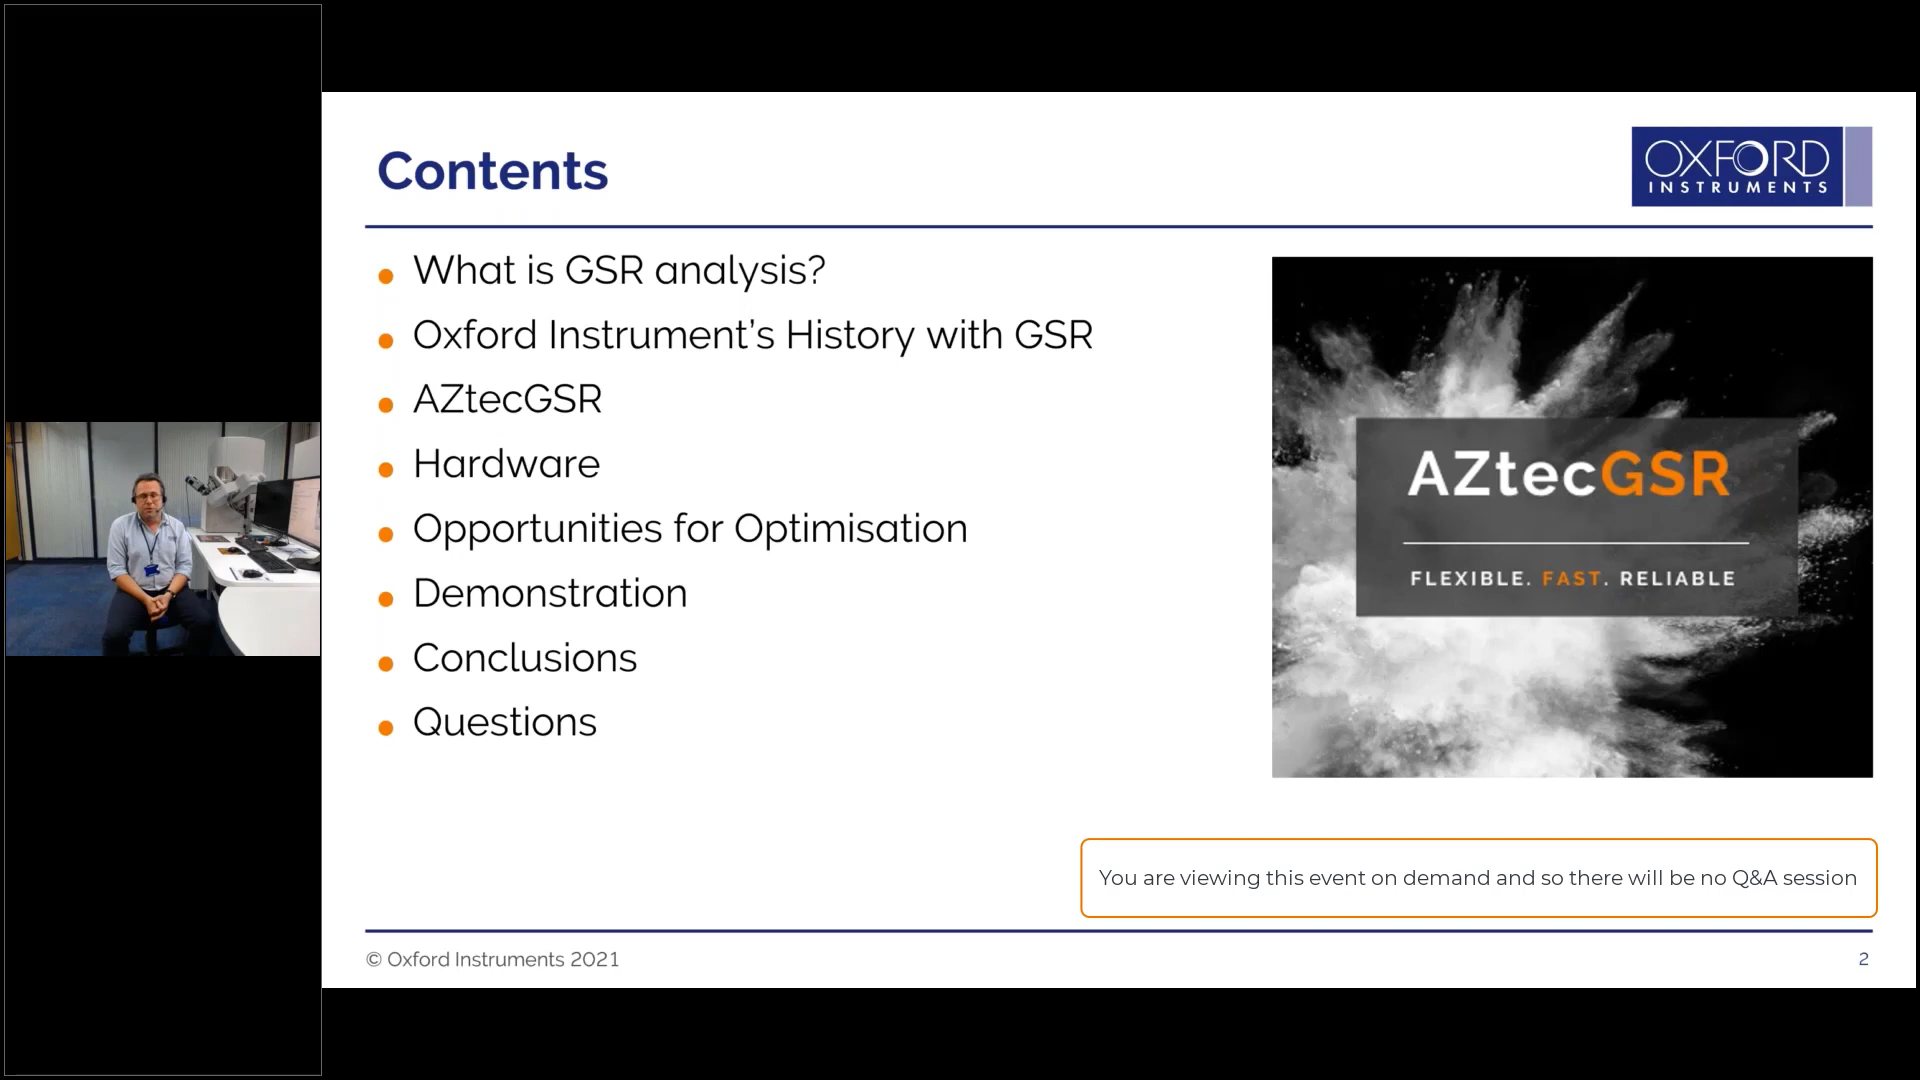 Contents
OXFORD
INSTRUMENTS
What is GSR analysis?
Oxford Instrument's History with GSR
AZtecGSR
Hardware
Opportunities for Optimisation
Demonstration
Conclusions
Questions
AZtecGSR
FLEXIBLE. FAST. RELIABLE
You are viewing this event on demand and so there will be no Q&A session
© Oxford Instruments 2021
2